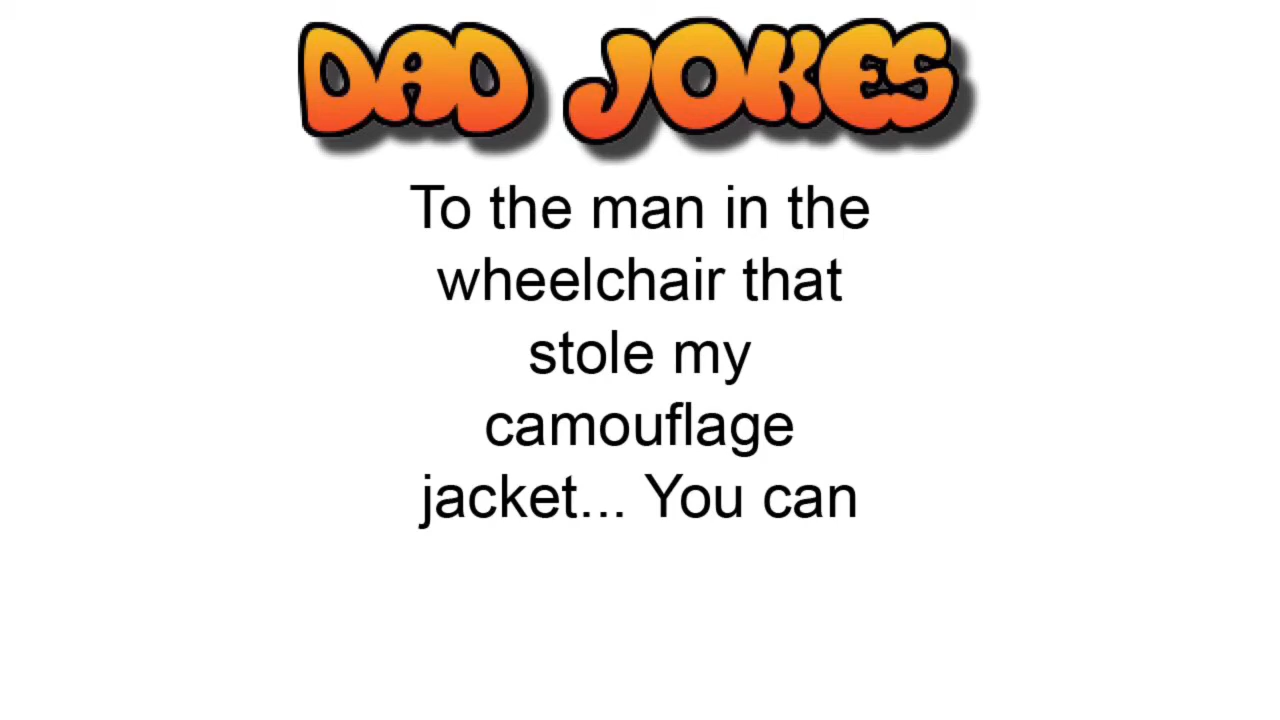 DAD JOKES
To the man in the
wheelchair that
stole my
camouflage
jacket... You can